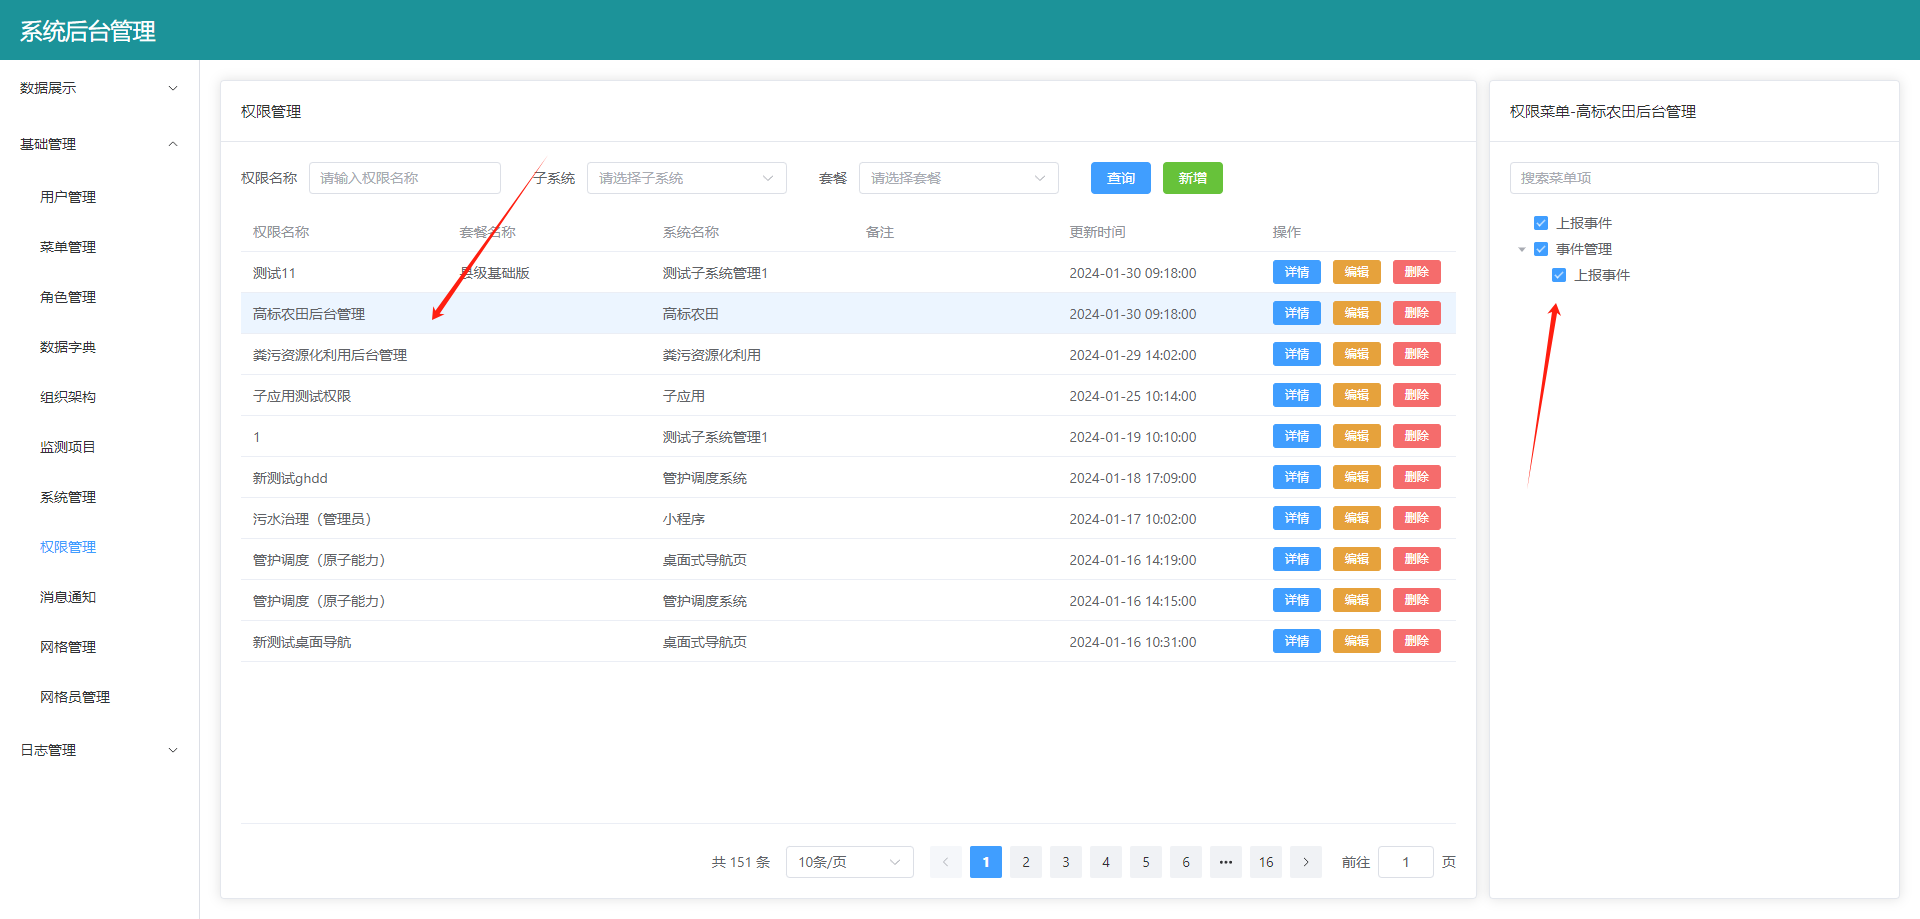 系统后台管理
数据展示
基础管理
用户管理
菜单管理
角色管理
数据字典
组织架构
监测项目
系统管理
权限管理
消息通知
网格管理
网格员管理
日志管理
权限管理
权限名称 请输入权限名称 子系统 请选择子系统 套餐 请选择套餐 查询 新增
权限名称 套餐名称 系统名称 备注 更新时间 操作
测试11 县级基础版 测试子系统管理1 2024-01-30 09:18:00 详情 编辑 删除
高标农田后台管理 高标农田 2024-01-30 09:18:00 详情 编辑 删除
粪污资源化利用后台管理 粪污资源化利用 2024-01-29 14:02:00 详情 编辑 删除
子应用测试权限 子应用 2024-01-25 10:14:00 详情 编辑 删除
1 测试子系统管理1 2024-01-19 10:10:00 详情 编辑 删除
新测试ghdd 管护调度系统 2024-01-18 17:09:00 详情 编辑 删除
污水治理（管理员） 小程序 2024-01-17 10:02:00 详情 编辑 删除
管护调度（原子能力） 桌面式导航页 2024-01-16 14:19:00 详情 编辑 删除
管护调度（原子能力） 管护调度系统 2024-01-16 14:15:00 详情 编辑 删除
新测试桌面导航 桌面式导航页 2024-01-16 10:31:00 详情 编辑 删除
共 151 条 10条/页 1 2 3 4 5 6 ••• 16 前往 1 页
权限菜单-高标农田后台管理
搜索菜单项
上报事件
事件管理
上报事件